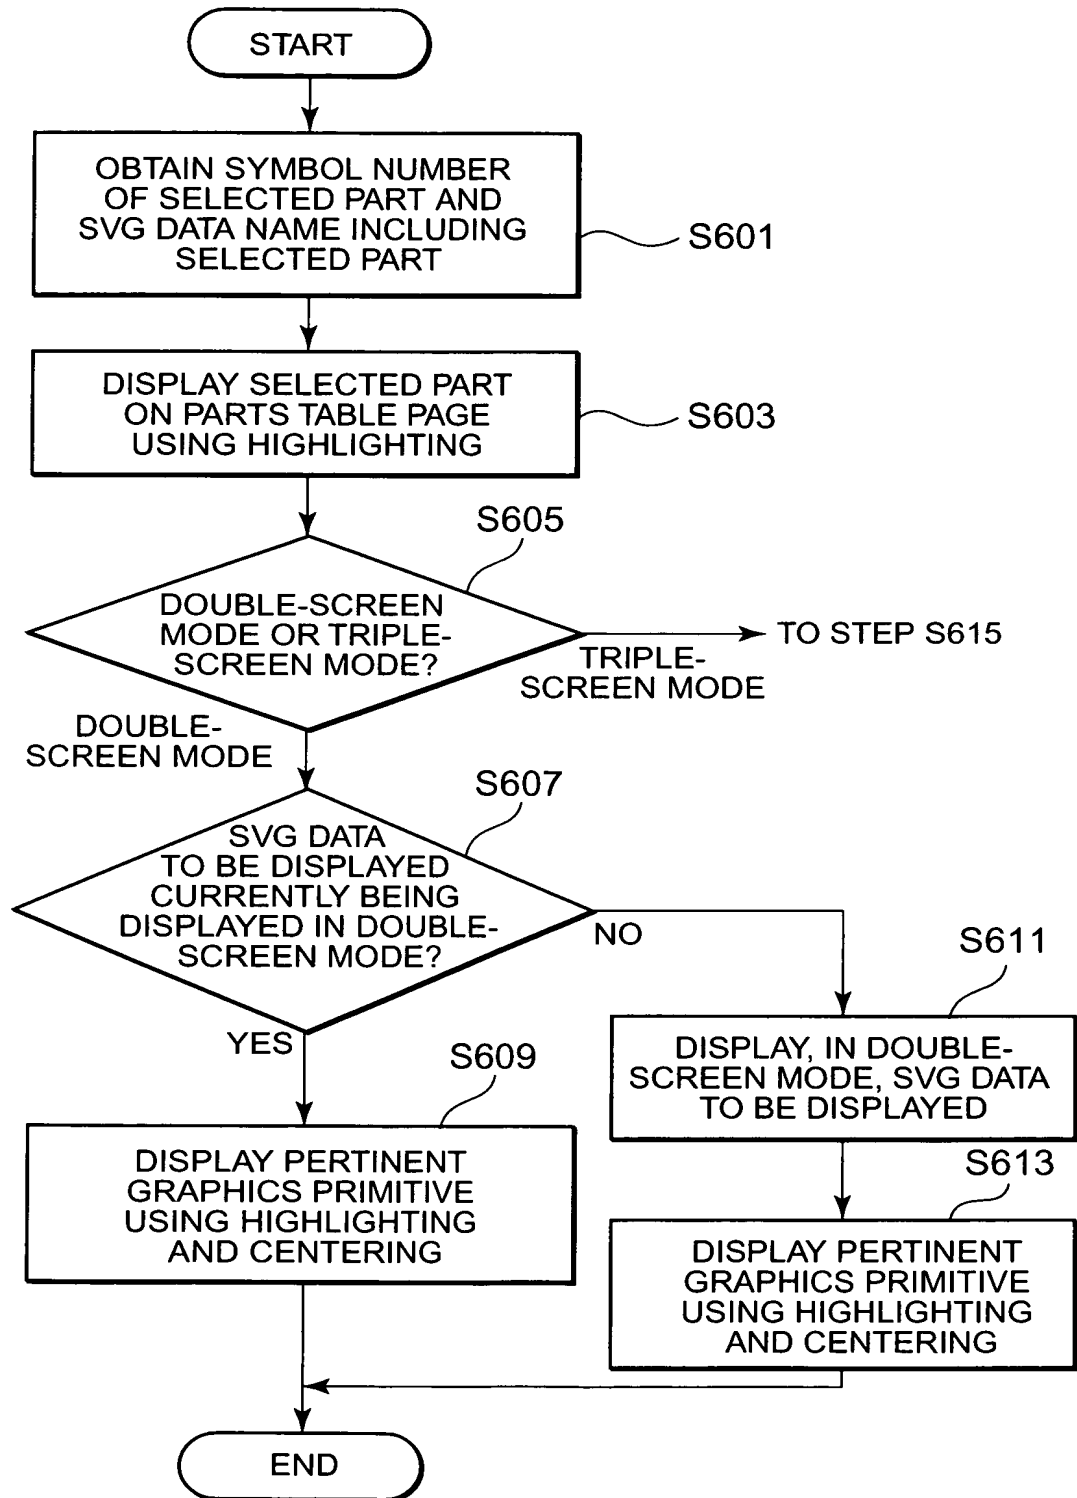 START
OBTAIN SYMBOL NUMBER
OF SELECTED PART AND
SVG DATA NAME INCLUDING
SELECTED PART
S601
DISPLAY SELECTED PART
ON PARTS TABLE PAGE
USING HIGHLIGHTING
S603
S605
DOUBLE-SCREEN
MODE OR TRIPLE-
SCREEN MODE?
TO STEP S615
TRIPLE-
SCREEN MODE
DOUBLE-
SCREEN MODE
S607
SVG DATA
TO BE DISPLAYED
CURRENTLY BEING
DISPLAYED IN DOUBLE-
SCREEN MODE?
NO
YES
S611
DISPLAY, IN DOUBLE-
SCREEN MODE, SVG DATA
TO BE DISPLAYED
S609
DISPLAY PERTINENT
GRAPHICS PRIMITIVE
USING HIGHLIGHTING
AND CENTERING
S613
DISPLAY PERTINENT
GRAPHICS PRIMITIVE
USING HIGHLIGHTING
AND CENTERING
END